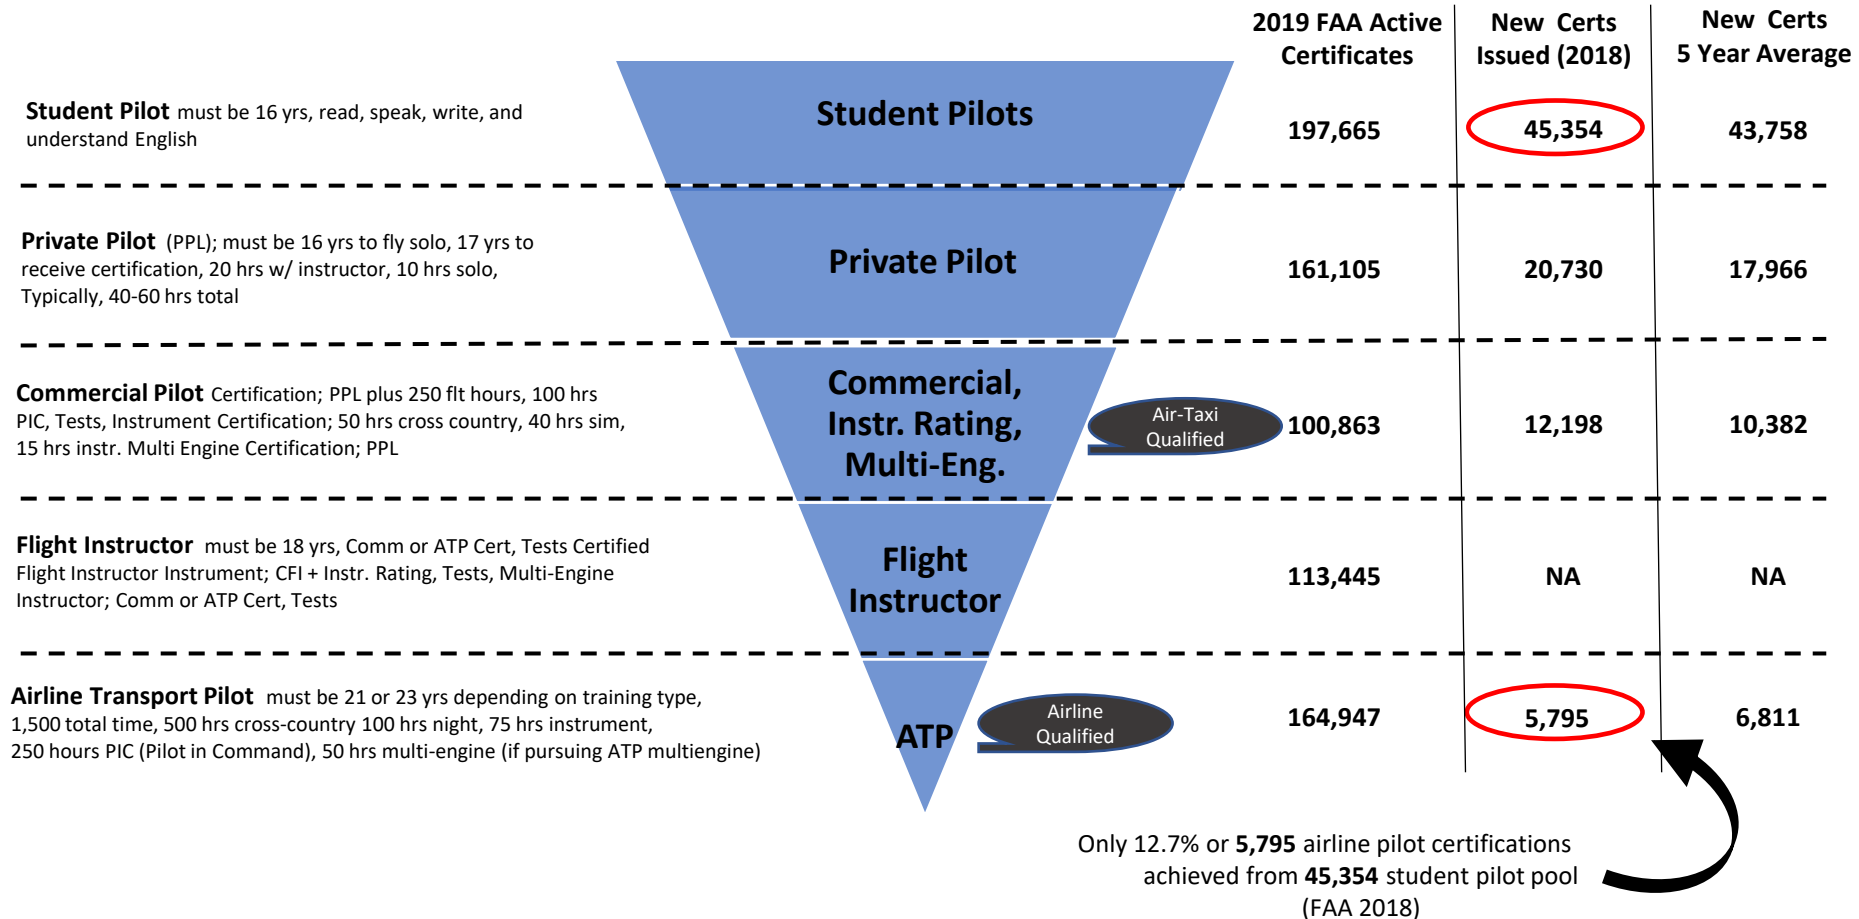 2019 FAA Active
Certificates
New Certs
Issued (2018)
New Certs
5 Year Average
Student Pilot must be 16 yrs, read, speak, write, and
understand English
Student Pilots
197,665
45,354
43,758
Private Pilot (PPL); must be 16 yrs to fly solo, 17 yrs to
receive certification, 20 hrs w/ instructor, 10 hrs solo,
Typically, 40-60 hrs total
Private Pilot
161,105
20,730
17,966
Commercial Pilot Certification; PPL plus 250 flt hours, 100 hrs
PIC, Tests, Instrument Certification; 50 hrs cross country, 40 hrs sim,
15 hrs instr. Multi Engine Certification; PPL
Commercial,
Instr. Rating,
Multi-Eng.
Air-Taxi
Qualified
100,863
12,198
10,382
Flight Instructor must be 18 yrs, Comm or ATP Cert, Tests Certified
Flight Instructor Instrument; CFI + Instr. Rating, Tests, Multi-Engine
Instructor; Comm or ATP Cert, Tests
Flight
Instructor
113,445
NA
NA
Airline Transport Pilot must be 21 or 23 yrs depending on training type,
1,500 total time, 500 hrs cross-country 100 hrs night, 75 hrs instrument,
250 hours PIC (Pilot in Command), 50 hrs multi-engine (if pursuing ATP multiengine)
ATP
Airline
Qualified
164,947
5,795
6,811
Only 12.7% or 5,795 airline pilot certifications
achieved from 45,354 student pilot pool
(FAA 2018)